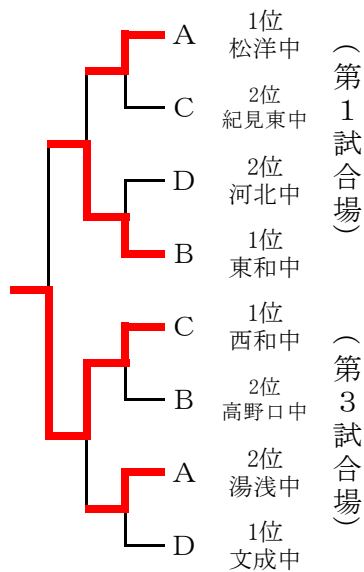 A 1位 松洋中
C 2位 紀見東中
D 2位 河北中
B 1位 東和中
(第1試合場)
C 1位 西和中
B 2位 高野口中
A 2位 湯浅中
D 1位 文成中
(第3試合場)